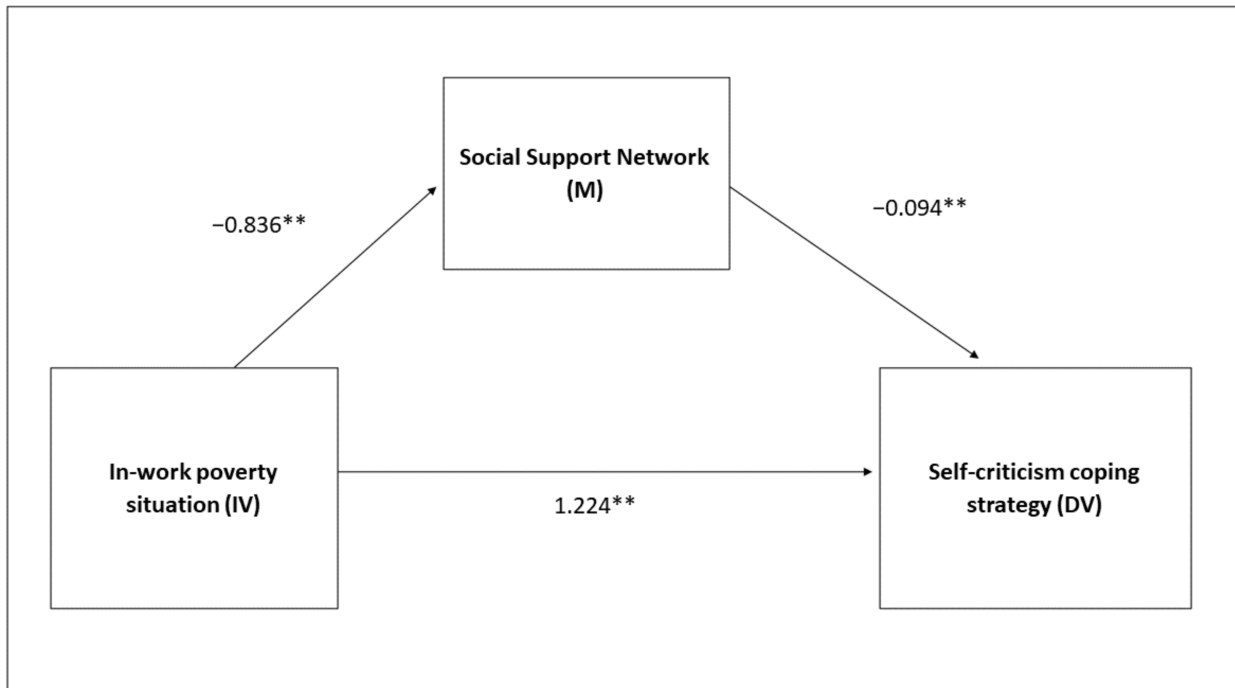 Social Support Network
(M)
−0.836**
−0.094**
In-work poverty
situation (IV)
1.224**
Self-criticism coping
strategy (DV)